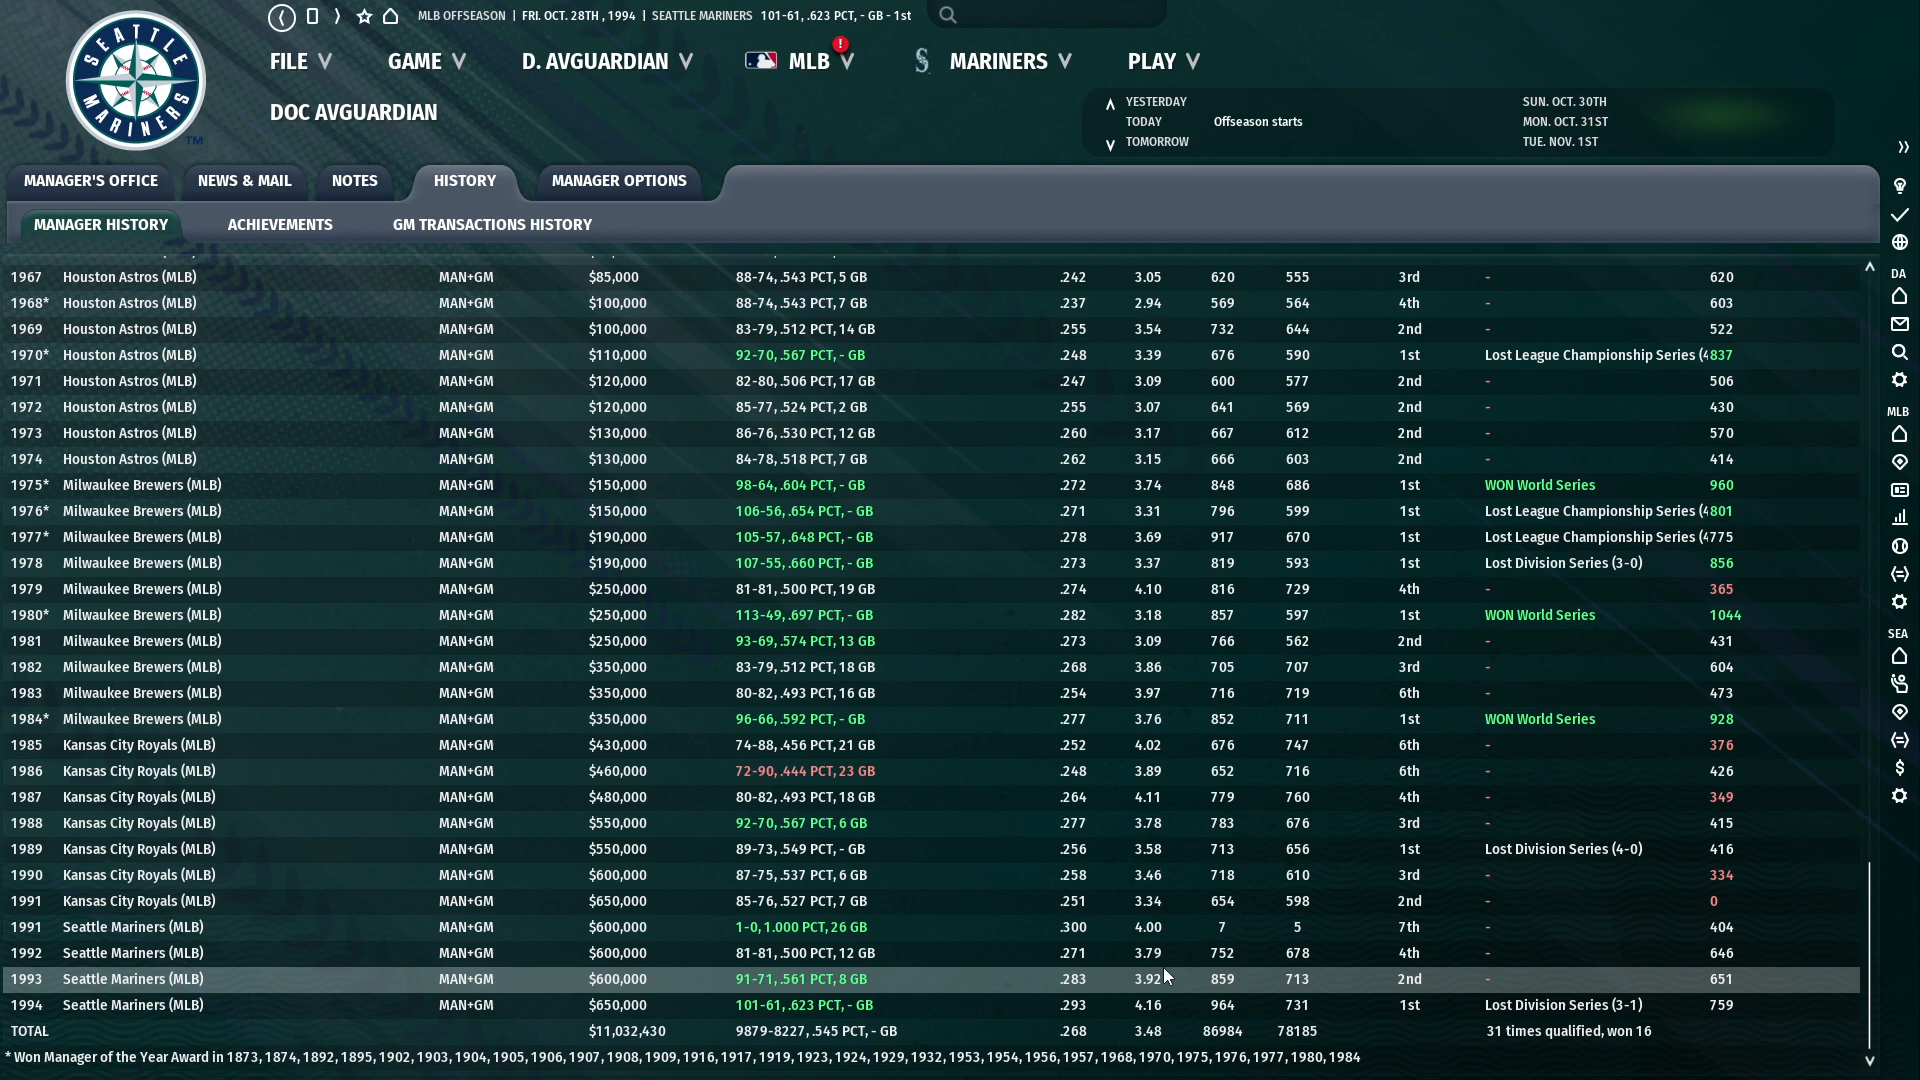 MLB OFFSEASON | FRI. OCT. 28TH , 1994 | SEATTLE MARINERS 101-61, .623 PCT, - GB - 1st
SEATTLE MARINERS TM
FILE GAME D. AVGUARDIAN MLB ! MARINERS PLAY
DOC AVGUARDIAN
YESTERDAY SUN. OCT. 30TH
TODAY Offseason starts MON. OCT. 31ST
TOMORROW TUE. NOV. 1ST
MANAGER'S OFFICE NEWS & MAIL NOTES HISTORY MANAGER OPTIONS
MANAGER HISTORY ACHIEVEMENTS GM TRANSACTIONS HISTORY
1967 Houston Astros (MLB) MAN+GM $85,000 88-74, .543 PCT, 5 GB .242 3.05 620 555 3rd - 620
1968* Houston Astros (MLB) MAN+GM $100,000 88-74, .543 PCT, 7 GB .237 2.94 569 564 4th - 603
1969 Houston Astros (MLB) MAN+GM $100,000 83-79, .512 PCT, 14 GB .255 3.54 732 644 2nd - 522
1970* Houston Astros (MLB) MAN+GM $110,000 92-70, .567 PCT, - GB .248 3.39 676 590 1st Lost League Championship Series (4 837
1971 Houston Astros (MLB) MAN+GM $120,000 82-80, .506 PCT, 17 GB .247 3.09 600 577 2nd - 506
1972 Houston Astros (MLB) MAN+GM $120,000 85-77, .524 PCT, 2 GB .255 3.07 641 569 2nd - 430
1973 Houston Astros (MLB) MAN+GM $130,000 86-76, .530 PCT, 12 GB .260 3.17 667 612 2nd - 570
1974 Houston Astros (MLB) MAN+GM $130,000 84-78, .518 PCT, 7 GB .262 3.15 666 603 2nd - 414
1975* Milwaukee Brewers (MLB) MAN+GM $150,000 98-64, .604 PCT, - GB .272 3.74 848 686 1st WON World Series 960
1976* Milwaukee Brewers (MLB) MAN+GM $150,000 106-56, .654 PCT, - GB .271 3.31 796 599 1st Lost League Championship Series (4 801
1977* Milwaukee Brewers (MLB) MAN+GM $190,000 105-57, .648 PCT, - GB .278 3.69 917 670 1st Lost League Championship Series (4 775
1978 Milwaukee Brewers (MLB) MAN+GM $190,000 107-55, .660 PCT, - GB .273 3.37 819 593 1st Lost Division Series (3-0) 856
1979 Milwaukee Brewers (MLB) MAN+GM $250,000 81-81, .500 PCT, 19 GB .274 4.10 816 729 4th - 365
1980* Milwaukee Brewers (MLB) MAN+GM $250,000 113-49, .697 PCT, - GB .282 3.18 857 597 1st WON World Series 1044
1981 Milwaukee Brewers (MLB) MAN+GM $250,000 93-69, .574 PCT, 13 GB .273 3.09 766 562 2nd - 431
1982 Milwaukee Brewers (MLB) MAN+GM $350,000 83-79, .512 PCT, 18 GB .268 3.86 705 707 3rd - 604
1983 Milwaukee Brewers (MLB) MAN+GM $350,000 80-82, .493 PCT, 16 GB .254 3.97 716 719 6th - 473
1984* Milwaukee Brewers (MLB) MAN+GM $350,000 96-66, .592 PCT, - GB .277 3.76 852 711 1st WON World Series 928
1985 Kansas City Royals (MLB) MAN+GM $430,000 74-88, .456 PCT, 21 GB .252 4.02 676 747 6th - 376
1986 Kansas City Royals (MLB) MAN+GM $460,000 72-90, .444 PCT, 23 GB .248 3.89 652 716 6th - 426
1987 Kansas City Royals (MLB) MAN+GM $480,000 80-82, .493 PCT, 18 GB .264 4.11 779 760 4th - 349
1988 Kansas City Royals (MLB) MAN+GM $550,000 92-70, .567 PCT, 6 GB .277 3.78 783 676 3rd - 415
1989 Kansas City Royals (MLB) MAN+GM $550,000 89-73, .549 PCT, - GB .256 3.58 713 656 1st Lost Division Series (4-0) 416
1990 Kansas City Royals (MLB) MAN+GM $600,000 87-75, .537 PCT, 6 GB .258 3.46 718 610 3rd - 334
1991 Kansas City Royals (MLB) MAN+GM $650,000 85-76, .527 PCT, 7 GB .251 3.34 654 598 2nd - 0
1991 Seattle Mariners (MLB) MAN+GM $600,000 1-0, 1.000 PCT, 26 GB .300 4.00 7 5 7th - 404
1992 Seattle Mariners (MLB) MAN+GM $600,000 81-81, .500 PCT, 12 GB .271 3.79 752 678 4th - 646
1993 Seattle Mariners (MLB) MAN+GM $600,000 91-71, .561 PCT, 8 GB .283 3.92 859 713 2nd - 651
1994 Seattle Mariners (MLB) MAN+GM $650,000 101-61, .623 PCT, - GB .293 4.16 964 731 1st Lost Division Series (3-1) 759
TOTAL $11,032,430 9879-8227, .545 PCT, - GB .268 3.48 86984 78185 31 times qualified, won 16
* Won Manager of the Year Award in 1873, 1874, 1892, 1895, 1902, 1903, 1904, 1905, 1906, 1907, 1908, 1909, 1916, 1917, 1919, 1923, 1924, 1929, 1932, 1953, 1954, 1956, 1957, 1968, 1970, 1975, 1976, 1977, 1980, 1984
DA
MLB
SEA